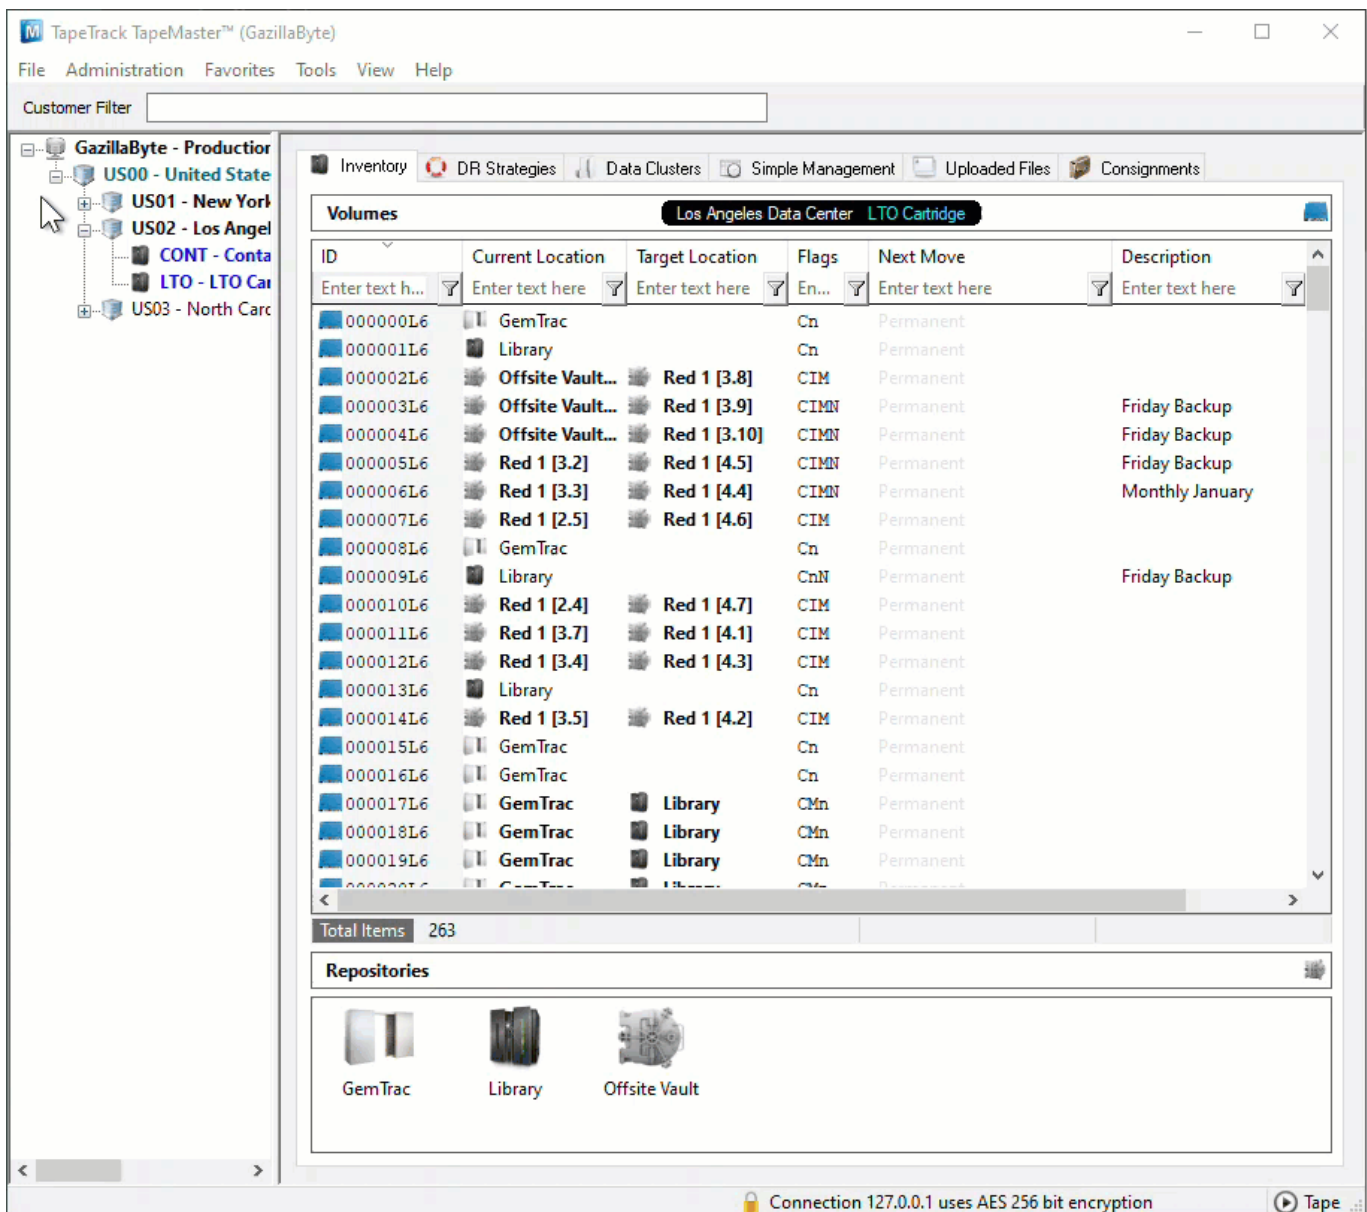 TapeTrack TapeMaster™ (GazillaByte)
File Administration Favorites Tools View Help
Customer Filter
GazillaByte - Production
US00 - United State
US01 - New York
US02 - Los Angel
CONT - Conta
LTO - LTO Car
US03 - North Carc
Inventory DR Strategies Data Clusters Simple Management Uploaded Files Consignments
Volumes Los Angeles Data Center LTO Cartridge
ID Current Location Target Location Flags Next Move Description
Enter text h... Enter text here Enter text here En... Enter text here Enter text here
000000L6 GemTrac Cn Permanent
000001L6 Library Cn Permanent
000002L6 Offsite Vault... Red 1 [3.8] CIM Permanent
000003L6 Offsite Vault... Red 1 [3.9] CIMN Permanent Friday Backup
000004L6 Offsite Vault... Red 1 [3.10] CIMN Permanent Friday Backup
000005L6 Red 1 [3.2] Red 1 [4.5] CIMN Permanent Friday Backup
000006L6 Red 1 [3.3] Red 1 [4.4] CIMN Permanent Monthly January
000007L6 Red 1 [2.5] Red 1 [4.6] CIM Permanent
000008L6 GemTrac Cn Permanent
000009L6 Library CnN Permanent Friday Backup
000010L6 Red 1 [2.4] Red 1 [4.7] CIM Permanent
000011L6 Red 1 [3.7] Red 1 [4.1] CIM Permanent
000012L6 Red 1 [3.4] Red 1 [4.3] CIM Permanent
000013L6 Library Cn Permanent
000014L6 Red 1 [3.5] Red 1 [4.2] CIM Permanent
000015L6 GemTrac Cn Permanent
000016L6 GemTrac Cn Permanent
000017L6 GemTrac Library CMn Permanent
000018L6 GemTrac Library CMn Permanent
000019L6 GemTrac Library CMn Permanent
Total Items 263
Repositories
GemTrac Library Offsite Vault
Connection 127.0.0.1 uses AES 256 bit encryption Tape